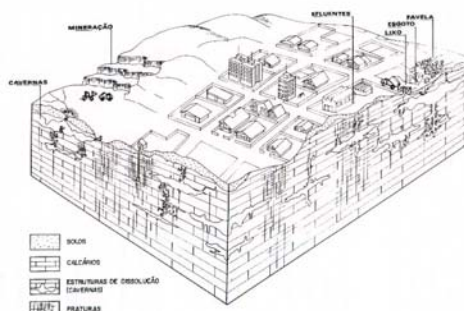 FAVELA
EFLUENTES
ESGOTO
LIXO
MINERAÇÃO
CAVERNAS
SOLOS
CALCÁRIOS
ESTRUTURAS DE DISSOLUÇÃO
(CAVERNAS)
FRATURAS